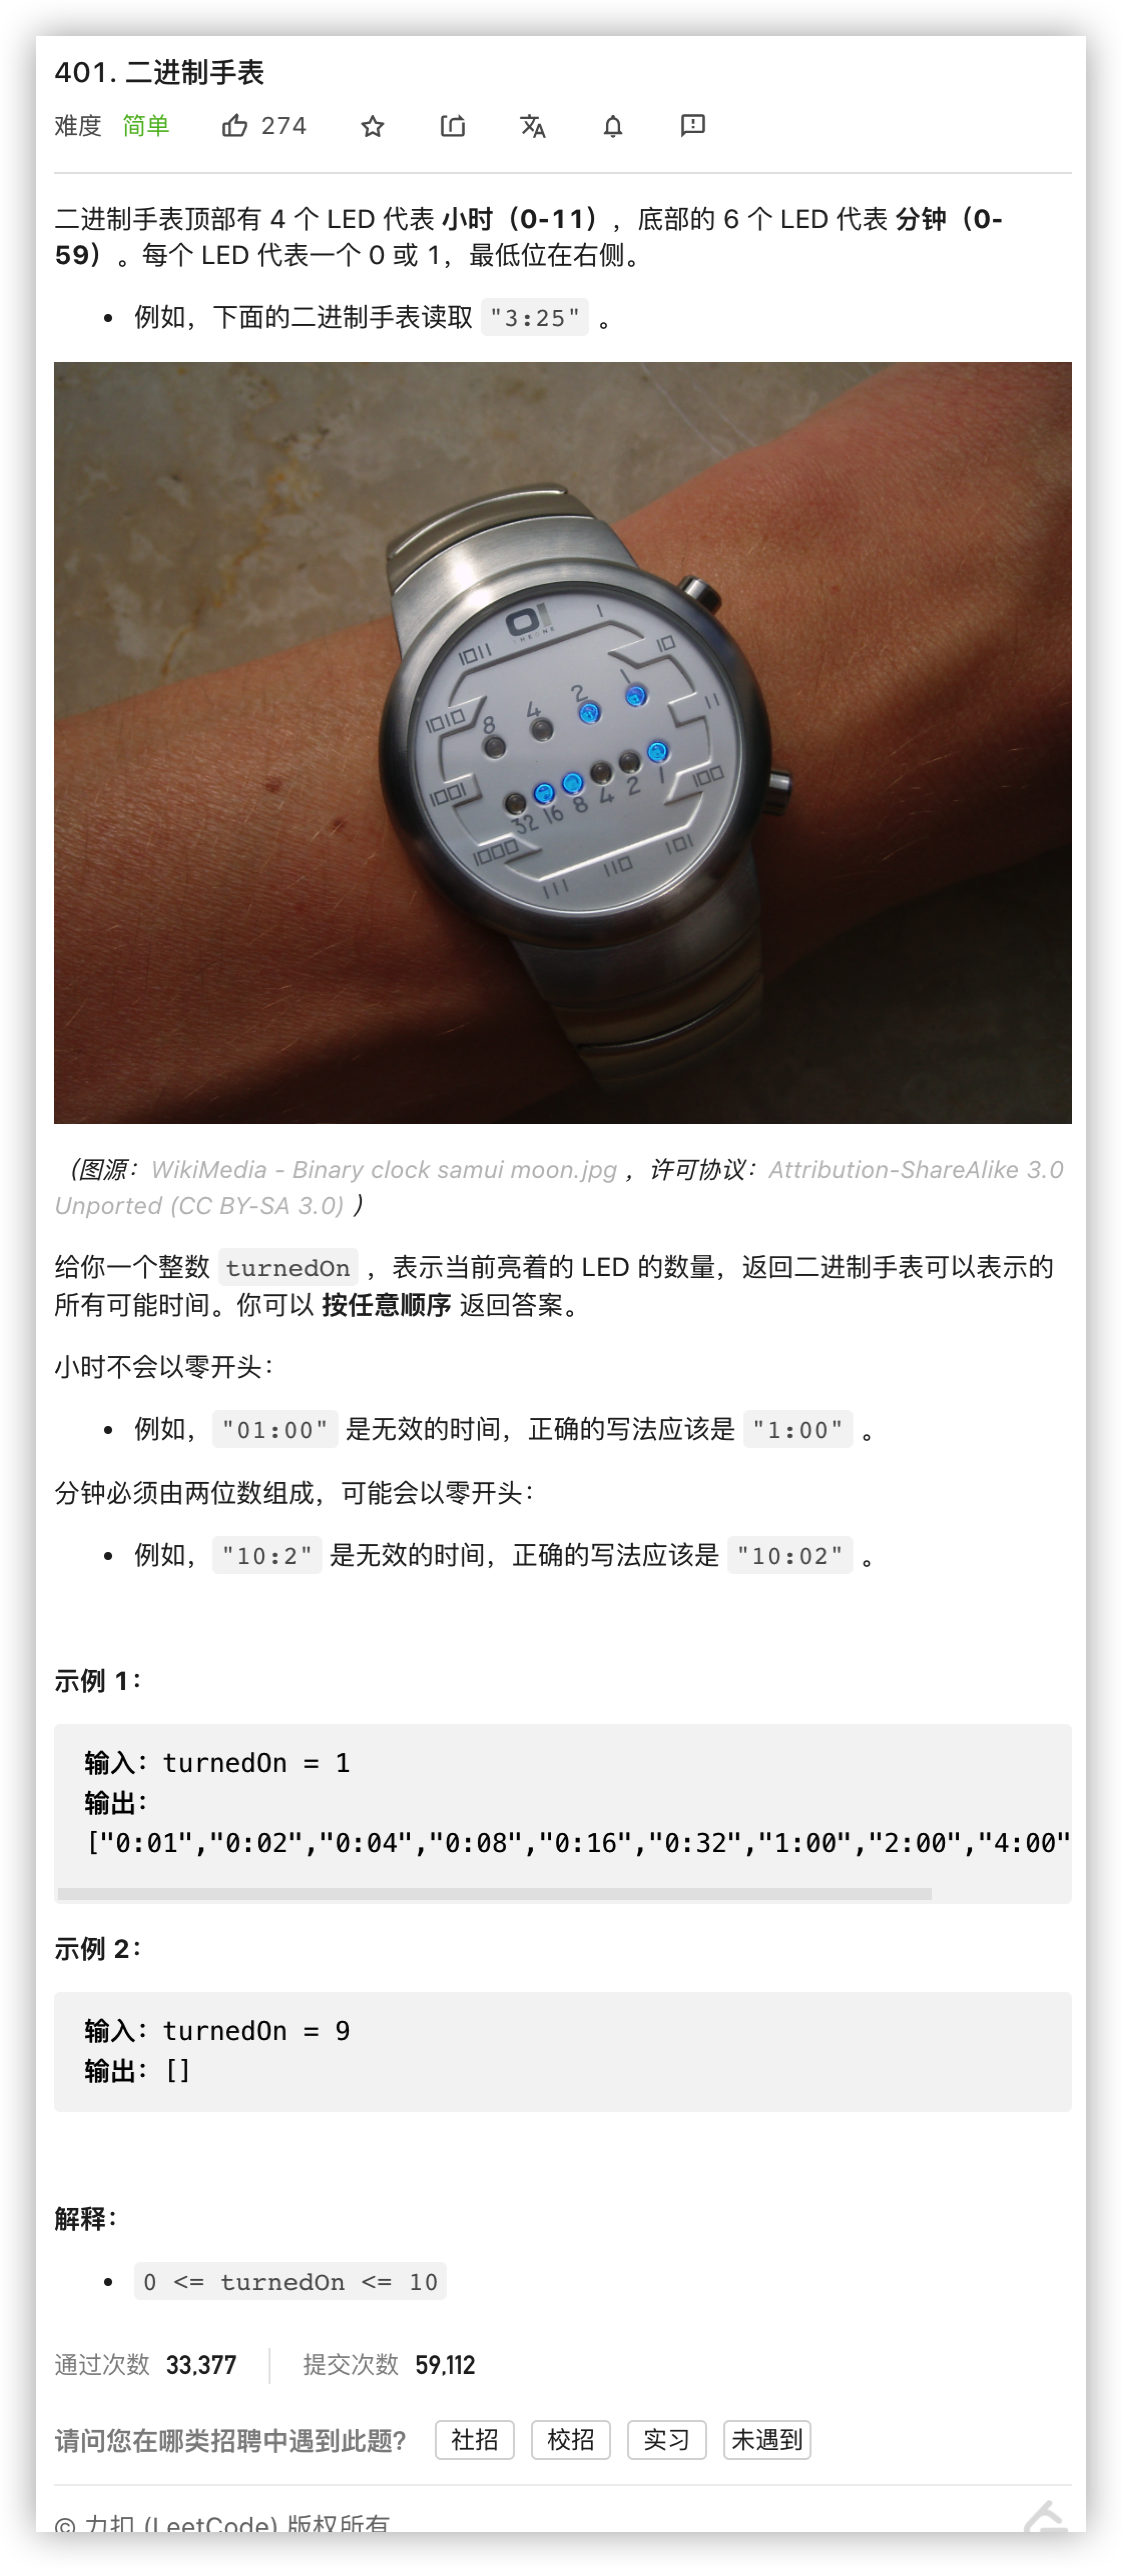 401. 二进制手表
难度 简单 274
二进制手表顶部有 4 个 LED 代表 小时（0-11），底部的 6 个 LED 代表 分钟（0-
59）。每个 LED 代表一个 0 或 1，最低位在右侧。
• 例如，下面的二进制手表读取 "3:25" 。
01
THE ONE
1
1011
10
1010
8
4
2
1
11
1001
32 16 8 4 2 1
100
1000
111
110
101
（图源：WikiMedia - Binary clock samui moon.jpg ，许可协议：Attribution-ShareAlike 3.0
Unported (CC BY-SA 3.0) ）
给你一个整数 turnedOn ，表示当前亮着的 LED 的数量，返回二进制手表可以表示的
所有可能时间。你可以 按任意顺序 返回答案。
小时不会以零开头：
• 例如，"01:00" 是无效的时间，正确的写法应该是 "1:00" 。
分钟必须由两位数组成，可能会以零开头：
• 例如，"10:2" 是无效的时间，正确的写法应该是 "10:02" 。
示例 1：
输入：turnedOn = 1
输出：
["0:01","0:02","0:04","0:08","0:16","0:32","1:00","2:00","4:00"
示例 2：
输入：turnedOn = 9
输出：[]
解释：
• 0 <= turnedOn <= 10
通过次数 33,377 提交次数 59,112
请问您在哪类招聘中遇到此题？ 社招 校招 实习 未遇到
© 力扣 (LeetCode) 版权所有